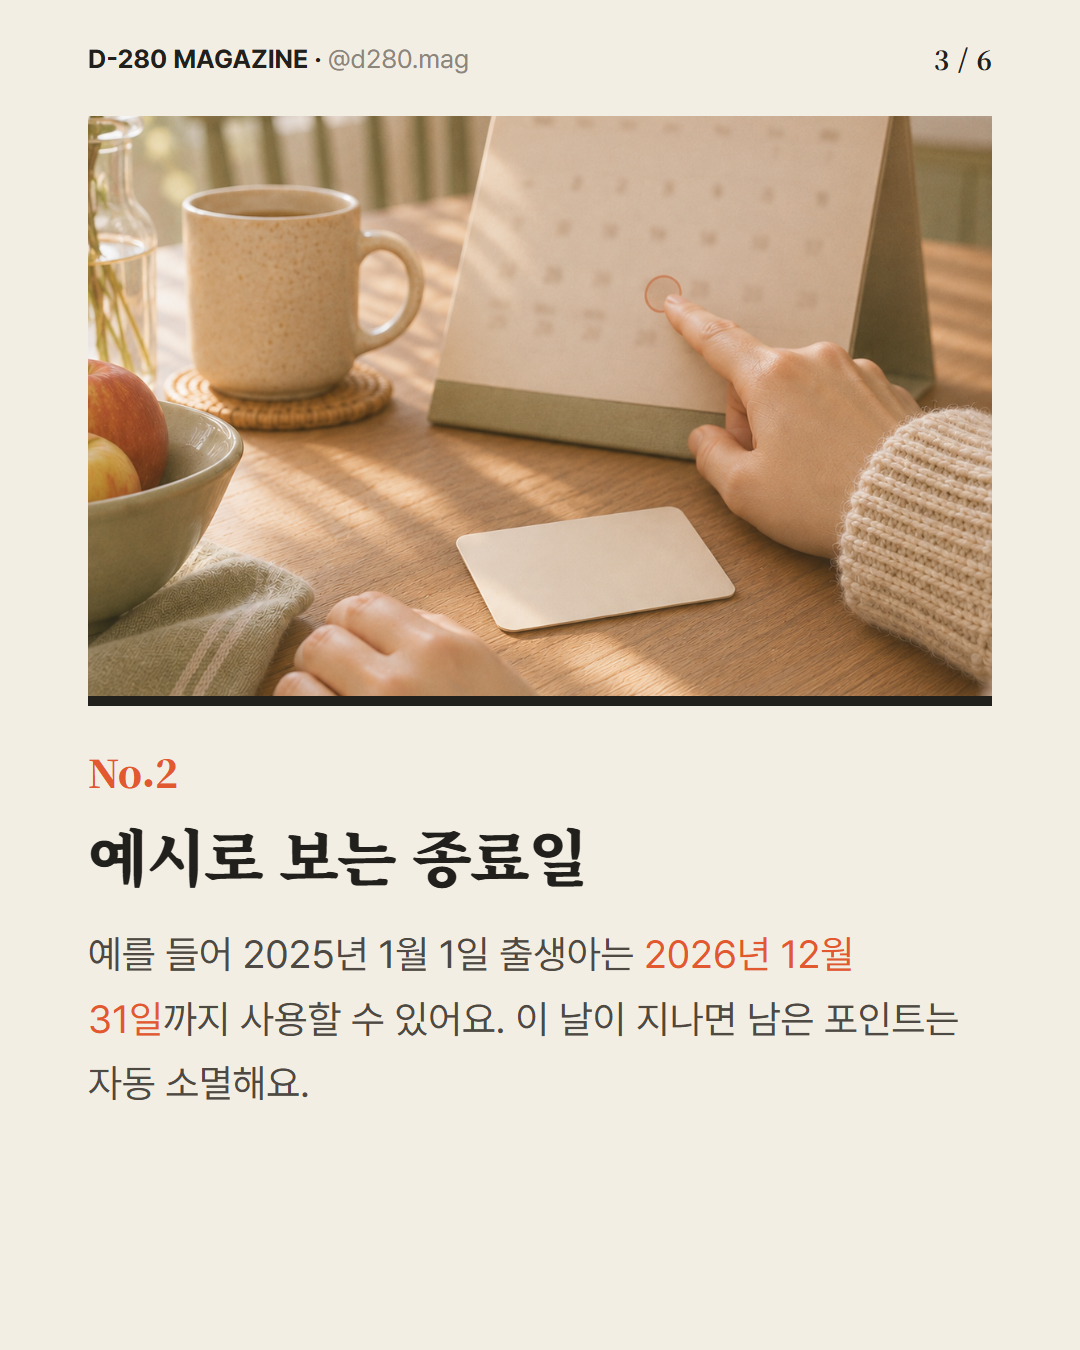 D-280 MAGAZINE · @d280.mag
3 / 6
No.2
예시로 보는 종료일
예를 들어 2025년 1월 1일 출생아는 2026년 12월
31일까지 사용할 수 있어요. 이 날이 지나면 남은 포인트는
자동 소멸해요.